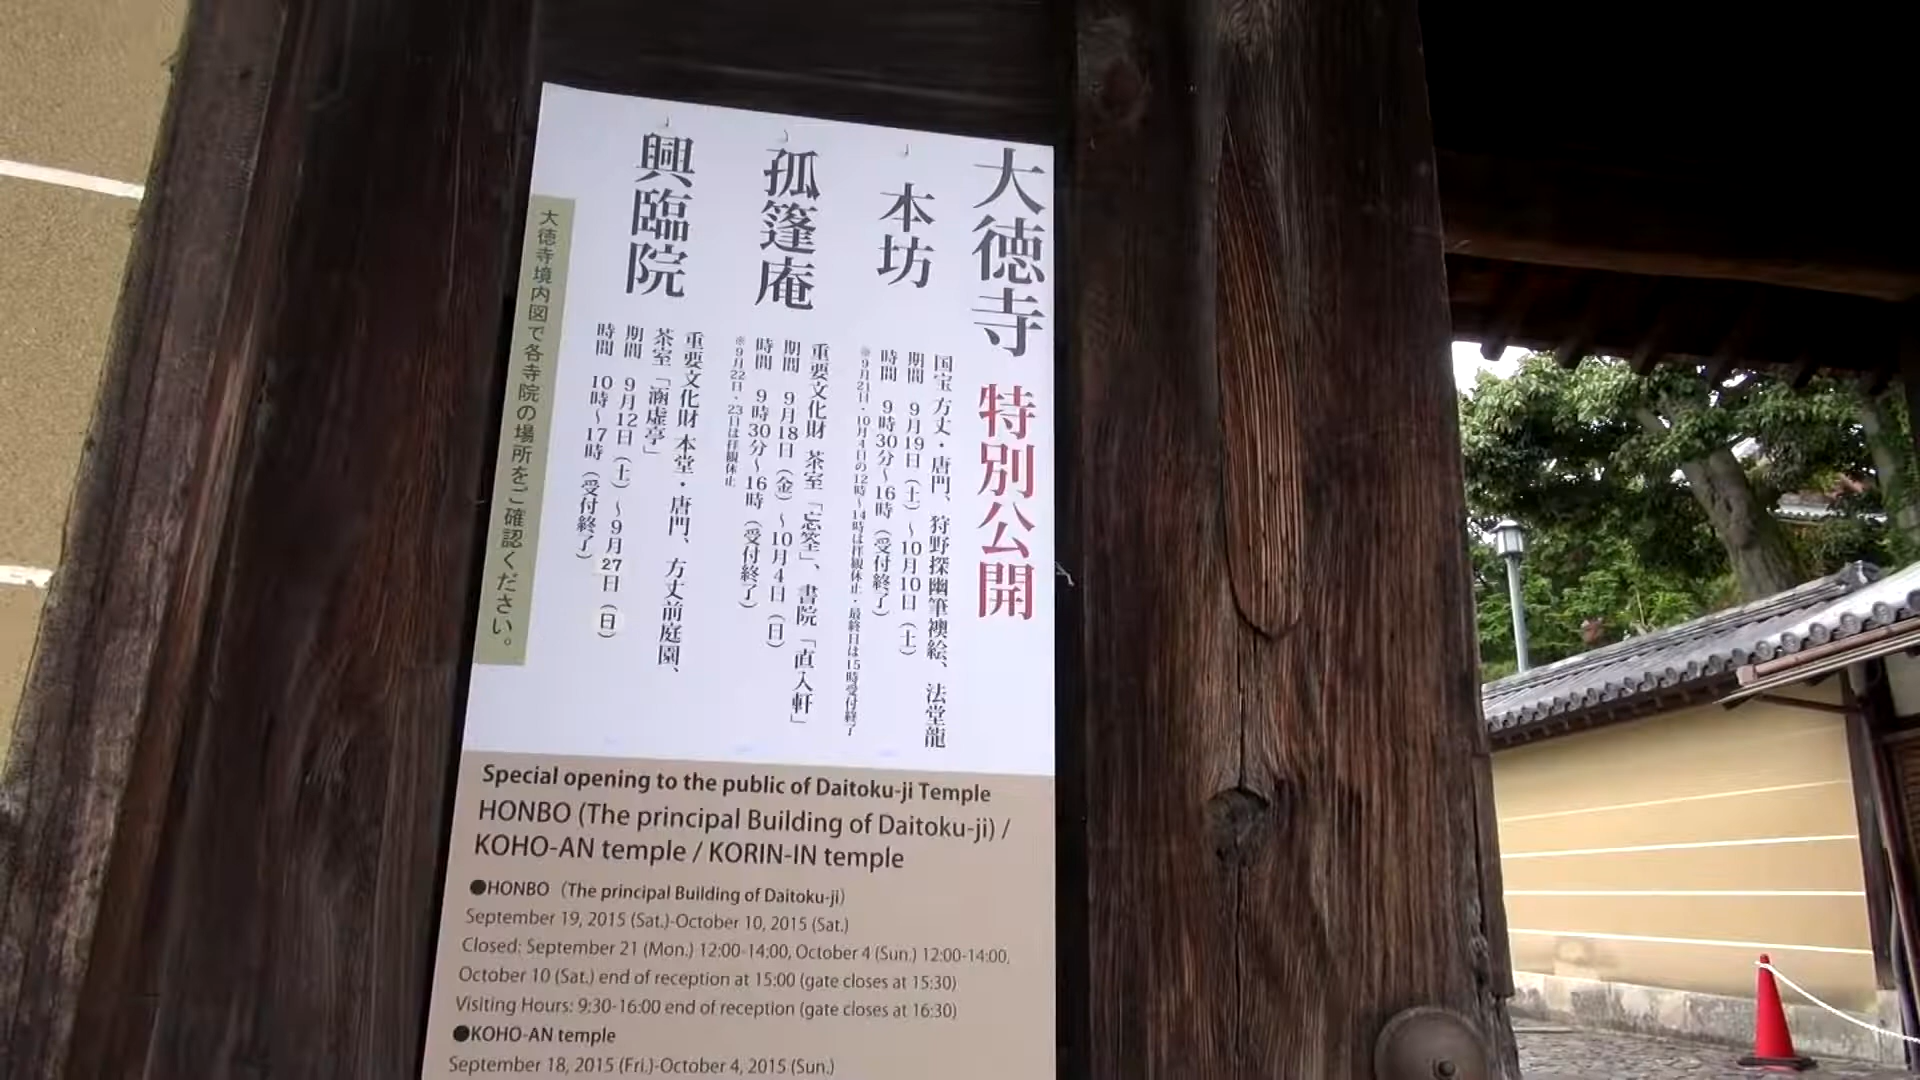 大徳寺 特別公開
本坊
国宝 方丈・唐門、狩野探幽筆襖絵、法堂龍
期間 9月19日（土）～10月10日（土）
時間 9時30分～16時（受付終了）
※9月21日・10月4日の12時～14時は拝観休止・最終日は15時受付終了
孤篷庵
重要文化財 茶室「忘筌」、書院「直入軒」
期間 9月18日（金）～10月4日（日）
時間 9時30分～16時（受付終了）
※9月22日・23日は拝観休止
興臨院
重要文化財 本堂・唐門、方丈前庭園、
茶室「涵虚亭」
期間 9月12日（土）～9月27日（日）
時間 10時～17時（受付終了）
大徳寺境内図で各寺院の場所をご確認ください。
Special opening to the public of Daitoku-ji Temple
HONBO (The principal Building of Daitoku-ji) /
KOHO-AN temple / KORIN-IN temple
●HONBO（The principal Building of Daitoku-ji）
September 19, 2015 (Sat.)-October 10, 2015 (Sat.)
Closed: September 21 (Mon.) 12:00-14:00, October 4 (Sun.) 12:00-14:00,
October 10 (Sat.) end of reception at 15:00 (gate closes at 15:30)
Visiting Hours: 9:30-16:00 end of reception (gate closes at 16:30)
●KOHO-AN temple
September 18, 2015 (Fri.)-October 4, 2015 (Sun.)